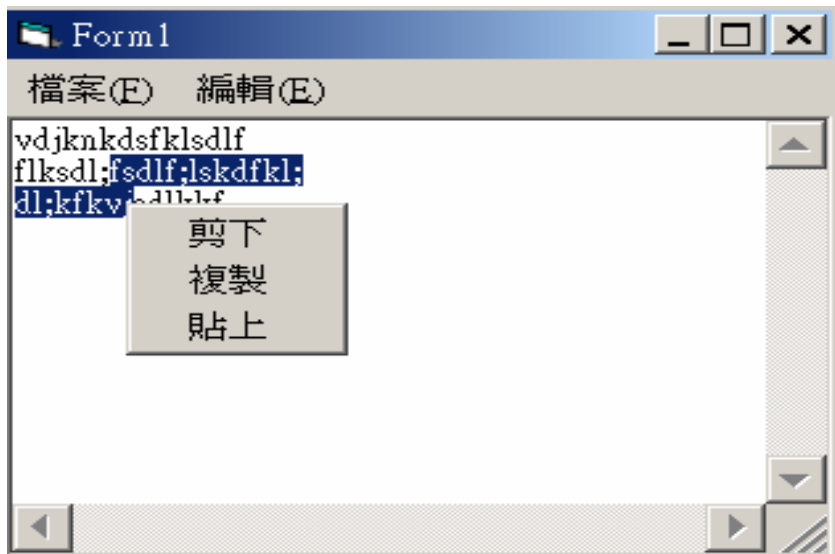 Form1
檔案(F) 編輯(E)
vdjknkdsfklsdlf
flksdl;fsdlf;lskdfkl;
dl;kfkv
剪下
複製
貼上